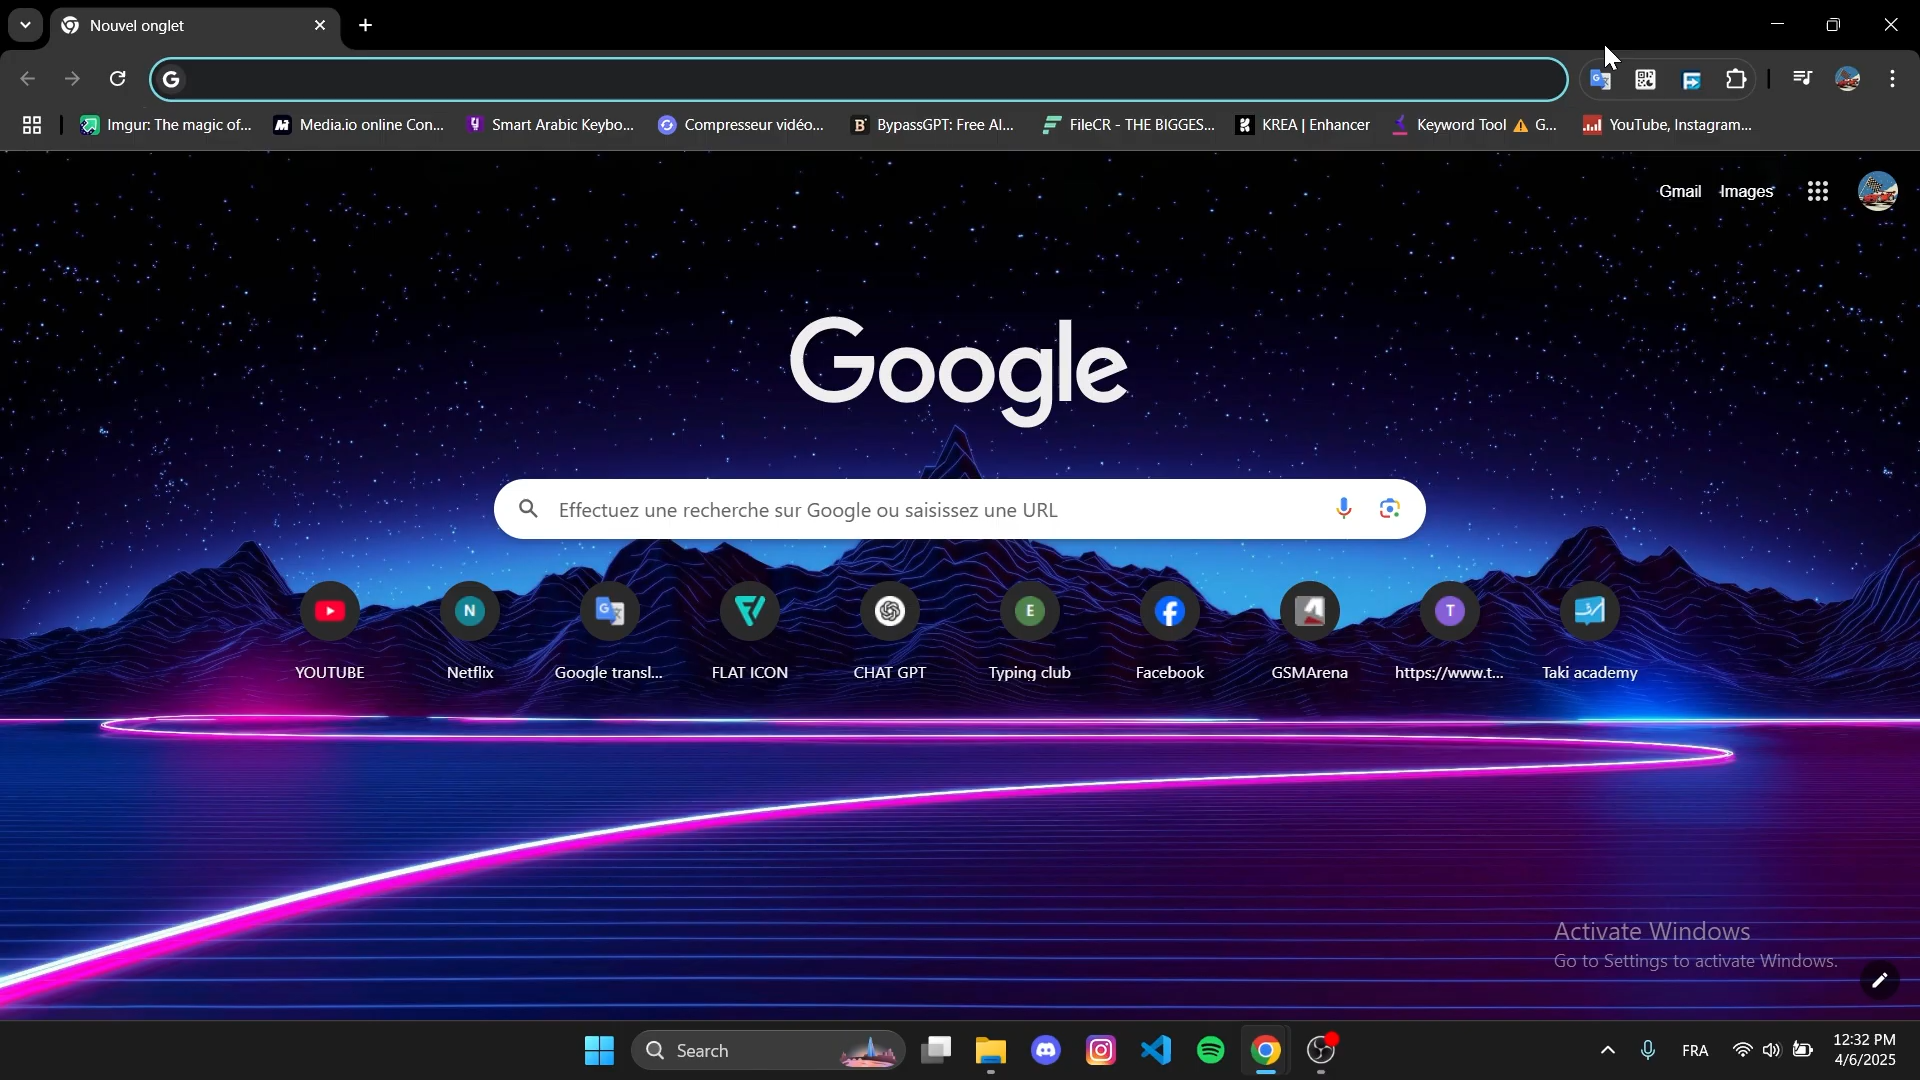 Nouvel onglet
Imgur: The magic of...
Media.io online Con...
Smart Arabic Keybo...
Compresseur vidéo...
BypassGPT: Free AI...
FileCR - THE BIGGES...
KREA | Enhancer
Keyword Tool ⚠ G...
YouTube, Instagram...
Gmail Images
Google
Effectuez une recherche sur Google ou saisissez une URL
N
E
T
YOUTUBE
Netflix
Google transl...
FLAT ICON
CHAT GPT
Typing club
Facebook
GSMArena
https://www.t...
Taki academy
Activate Windows
Go to Settings to activate Windows.
Search
FRA
12:32 PM
4/6/2025